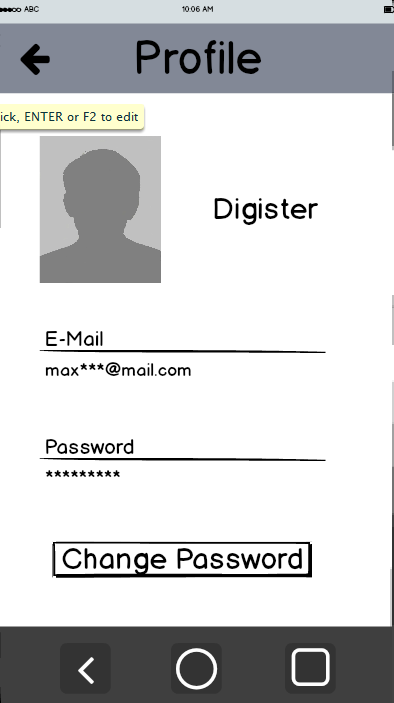 ABC 10:06 AM
Profile
ick, ENTER or F2 to edit
Digister
E-Mail
max***@mail.com
Password
*********
Change Password